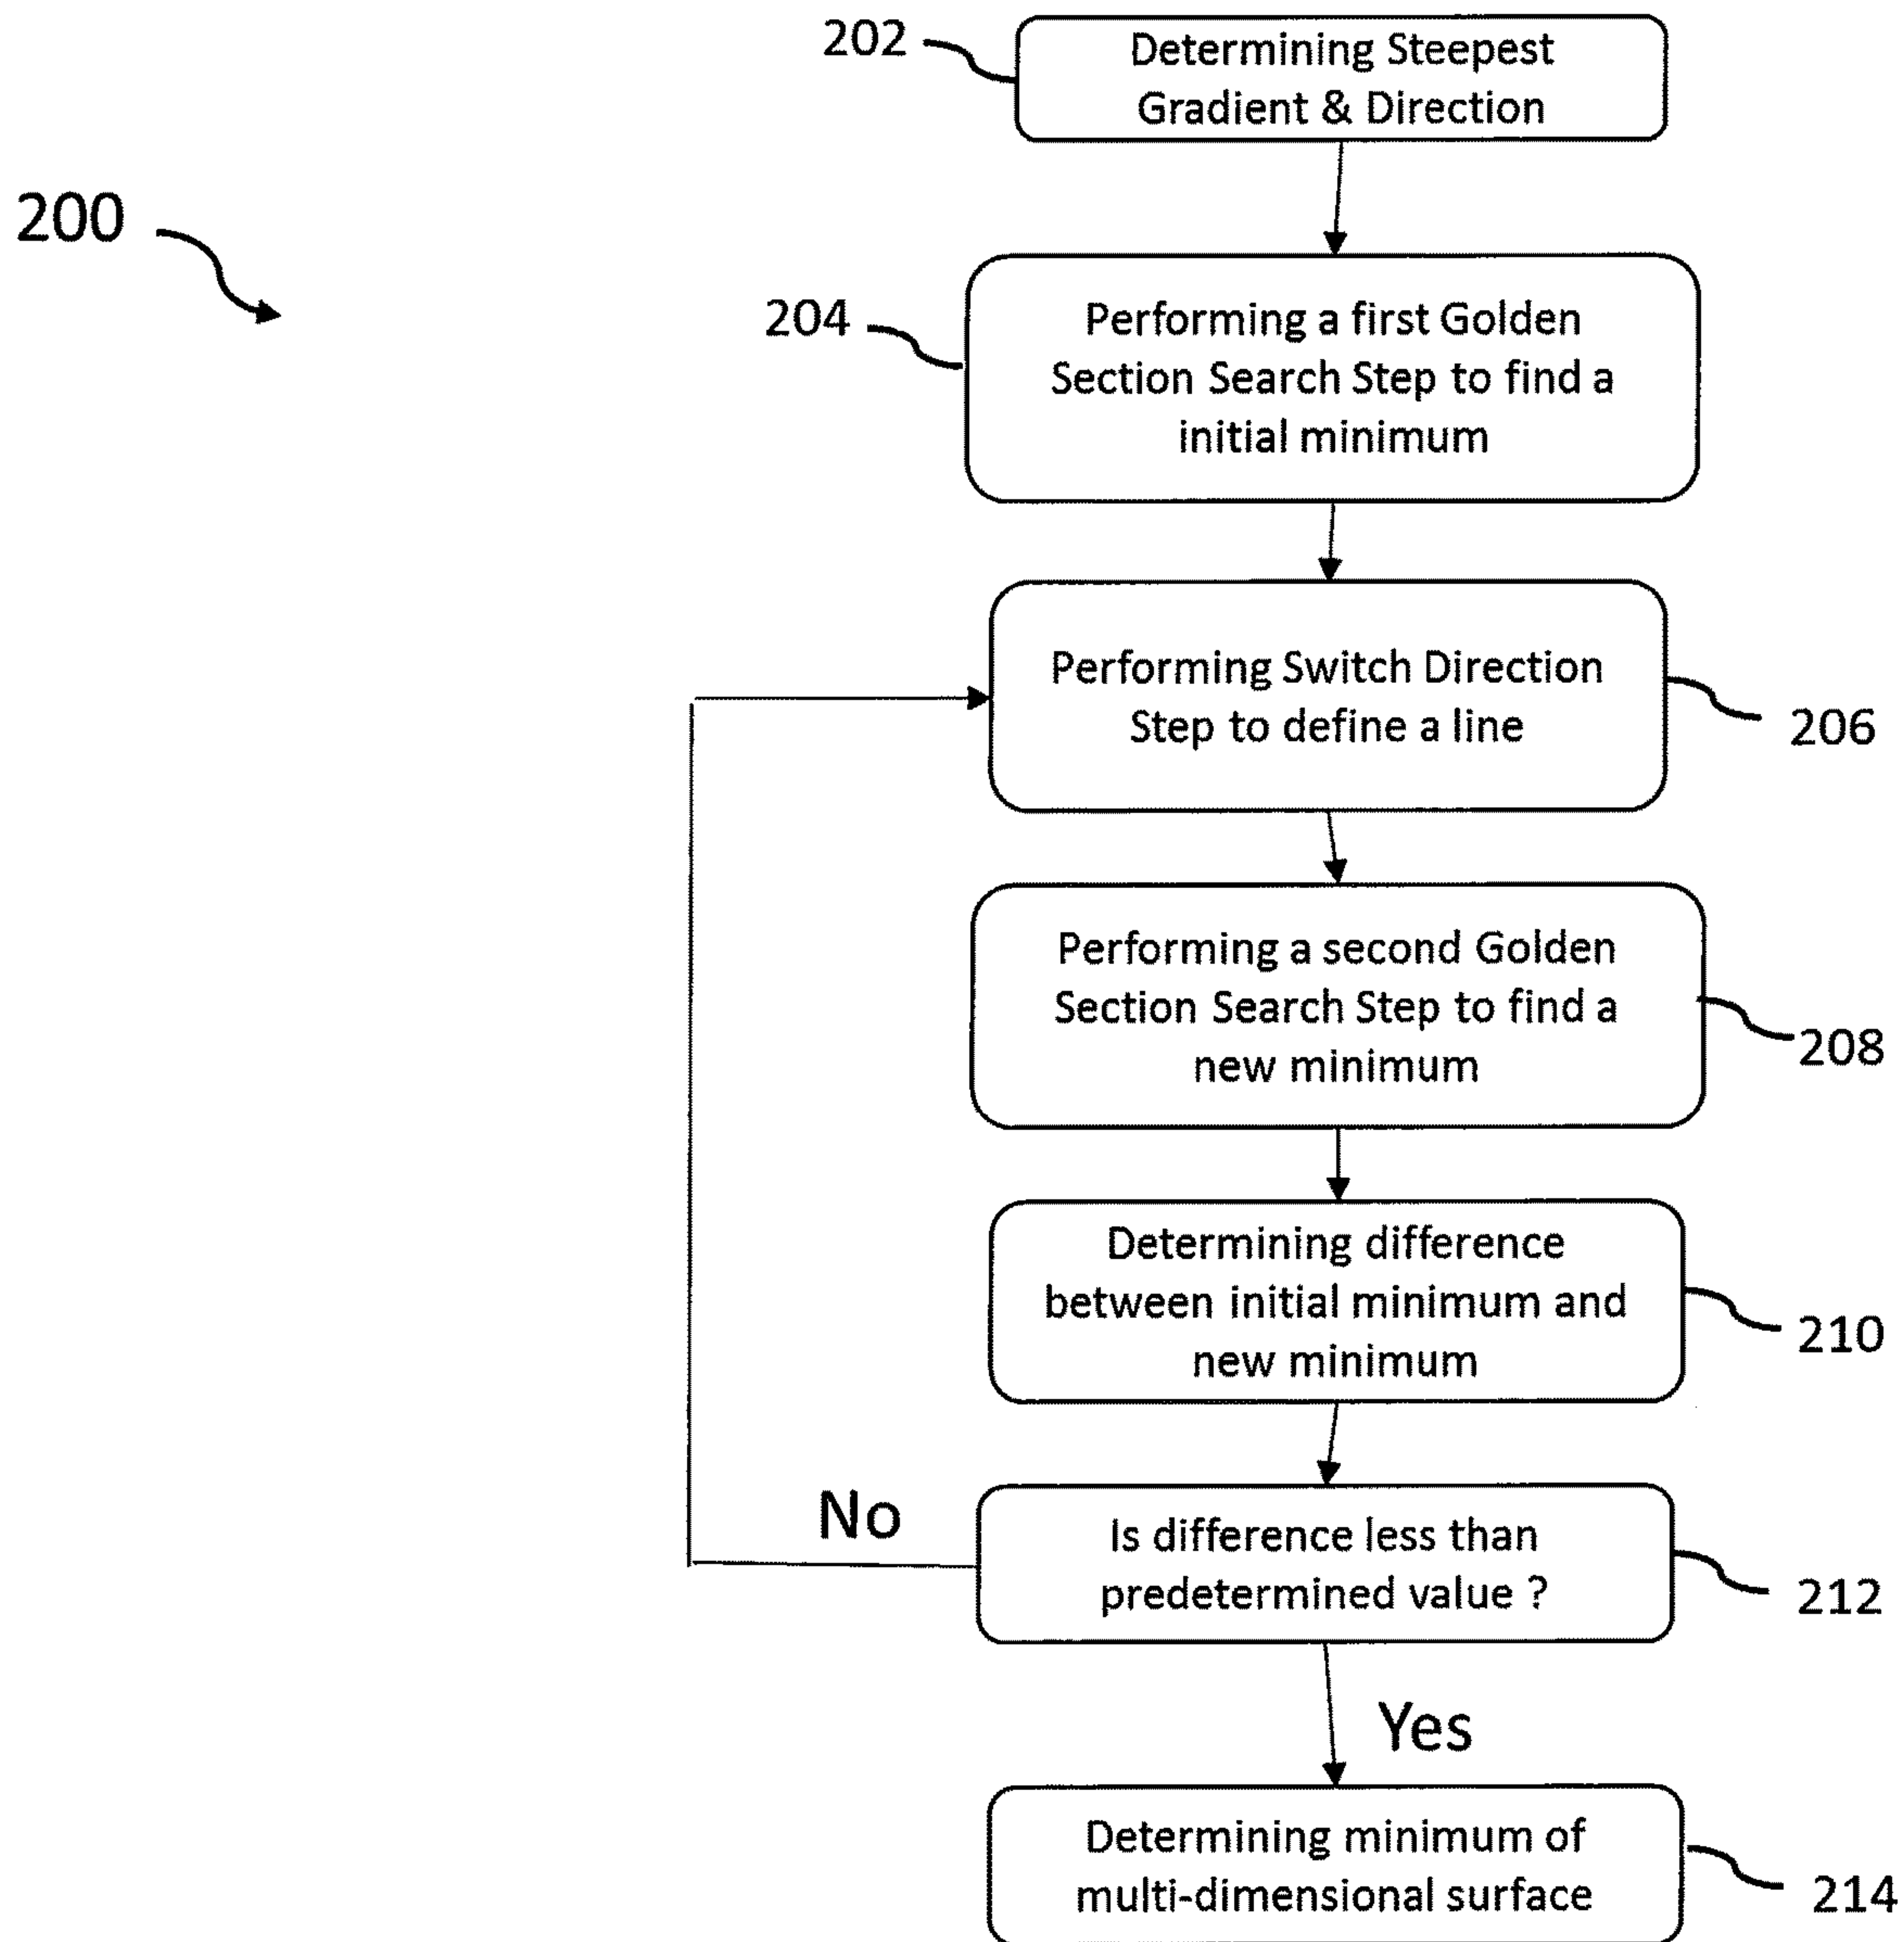 202
Determining Steepest
Gradient & Direction
200
204
Performing a first Golden
Section Search Step to find a
initial minimum
Performing Switch Direction
Step to define a line
206
Performing a second Golden
Section Search Step to find a
new minimum
208
Determining difference
between initial minimum and
new minimum
210
No
Is difference less than
predetermined value ?
212
Yes
Determining minimum of
multi-dimensional surface
214